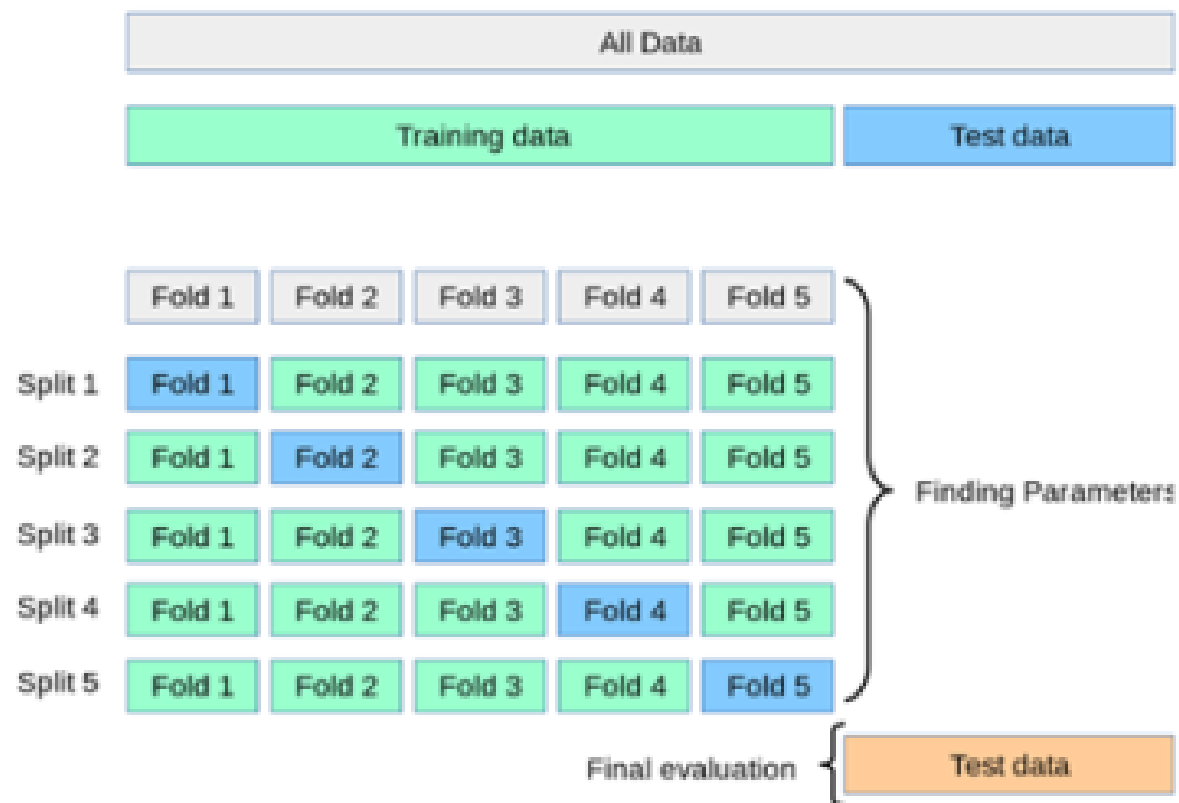 All Data
Training data Test data
Fold 1 Fold 2 Fold 3 Fold 4 Fold 5
Split 1 Fold 1 Fold 2 Fold 3 Fold 4 Fold 5
Split 2 Fold 1 Fold 2 Fold 3 Fold 4 Fold 5
Finding Parameters
Split 3 Fold 1 Fold 2 Fold 3 Fold 4 Fold 5
Split 4 Fold 1 Fold 2 Fold 3 Fold 4 Fold 5
Split 5 Fold 1 Fold 2 Fold 3 Fold 4 Fold 5
Final evaluation Test data